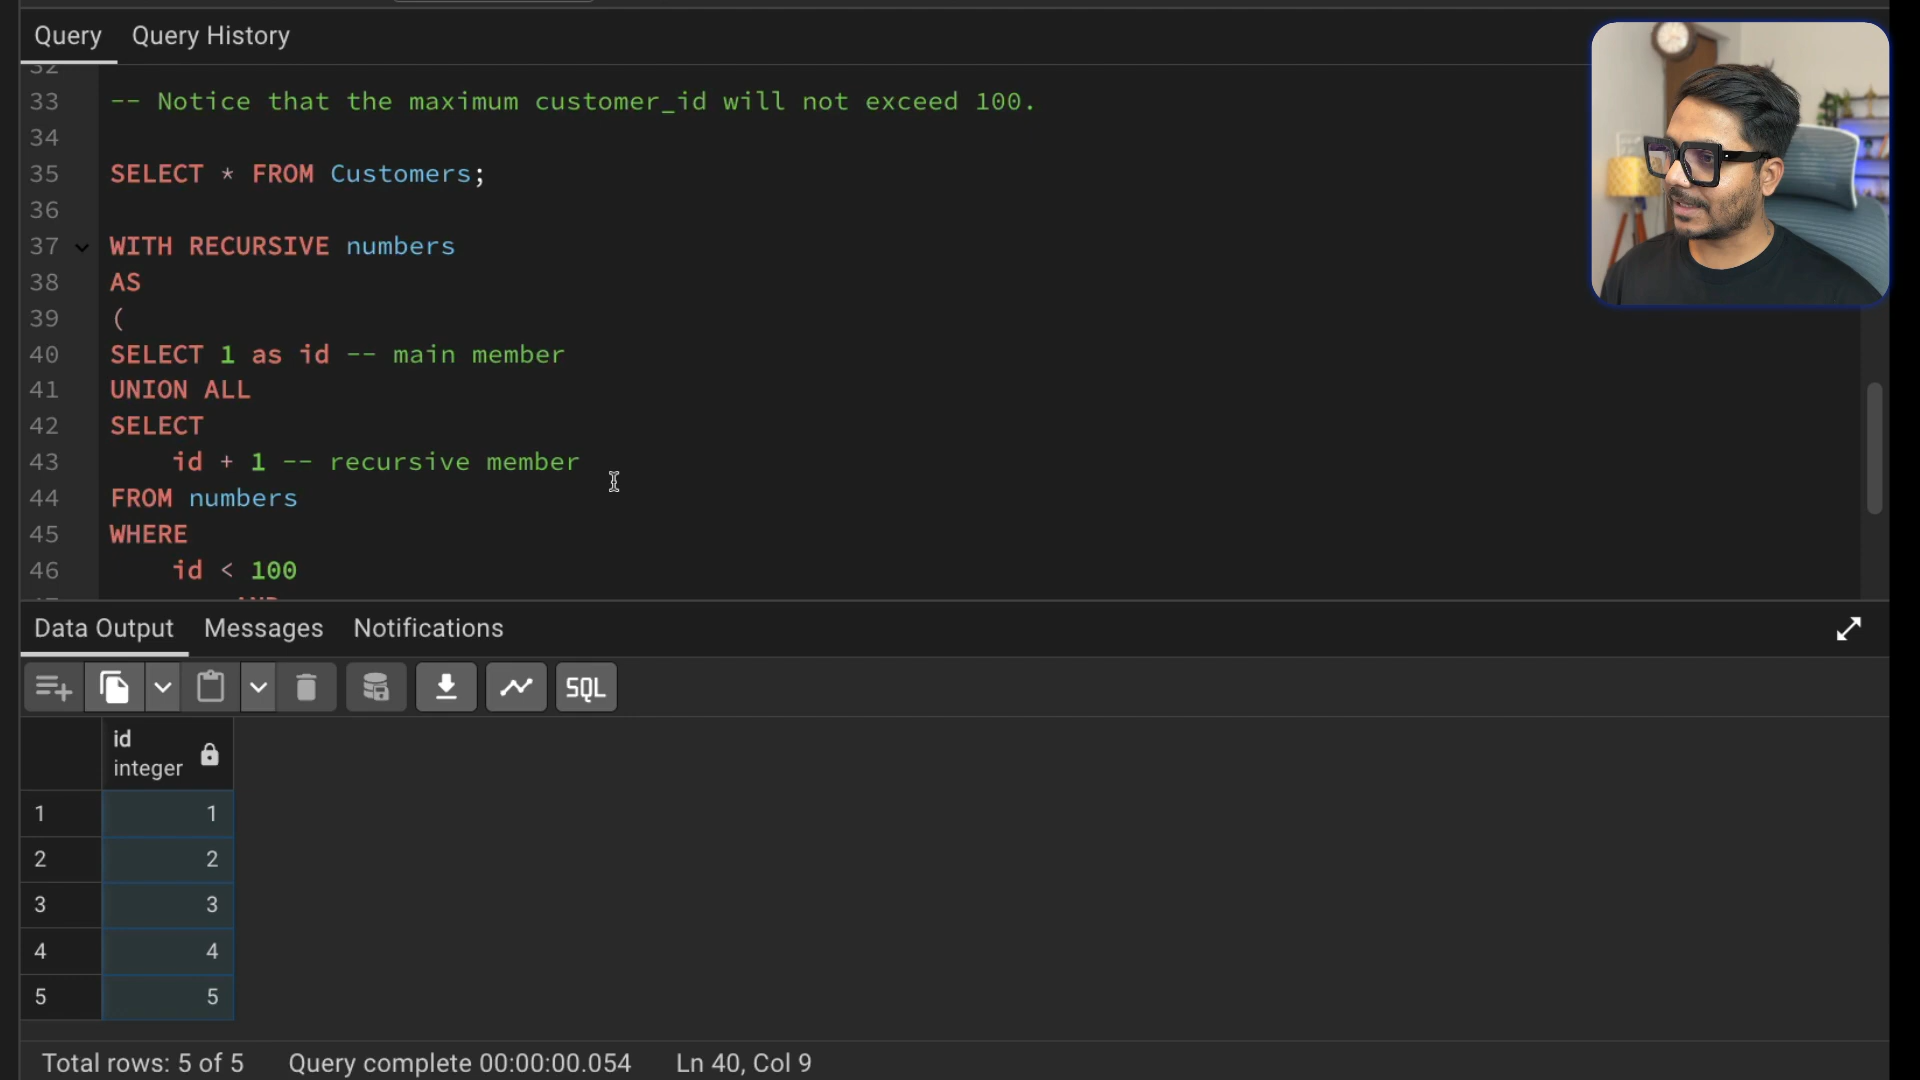 Query Query History
32
33 -- Notice that the maximum customer_id will not exceed 100.
34
35 SELECT * FROM Customers;
36
37 WITH RECURSIVE numbers
38 AS
39 (
40 SELECT 1 as id -- main member
41 UNION ALL
42 SELECT
43 id + 1 -- recursive member
44 FROM numbers
45 WHERE
46 id < 100
47 AND
Data Output Messages Notifications
SQL
id
integer
1 1
2 2
3 3
4 4
5 5
Total rows: 5 of 5 Query complete 00:00:00.054 Ln 40, Col 9